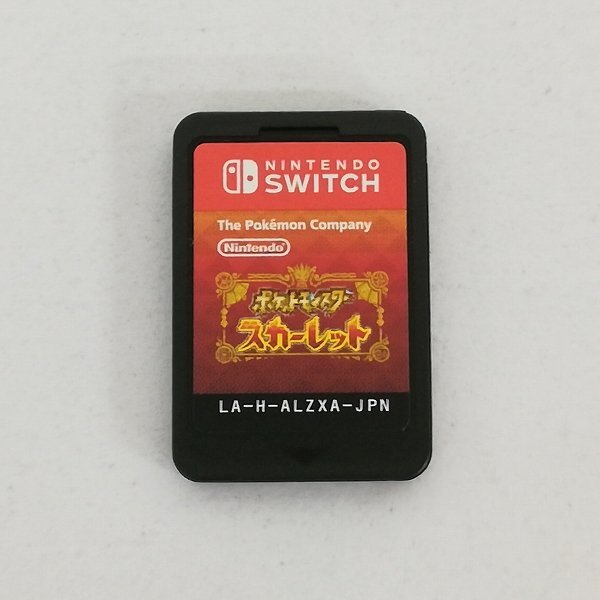 NINTENDO
SWITCH
The Pokémon Company
Nintendo
ポケットモンスター
スカーレット
LA-H-ALZXA-JPN